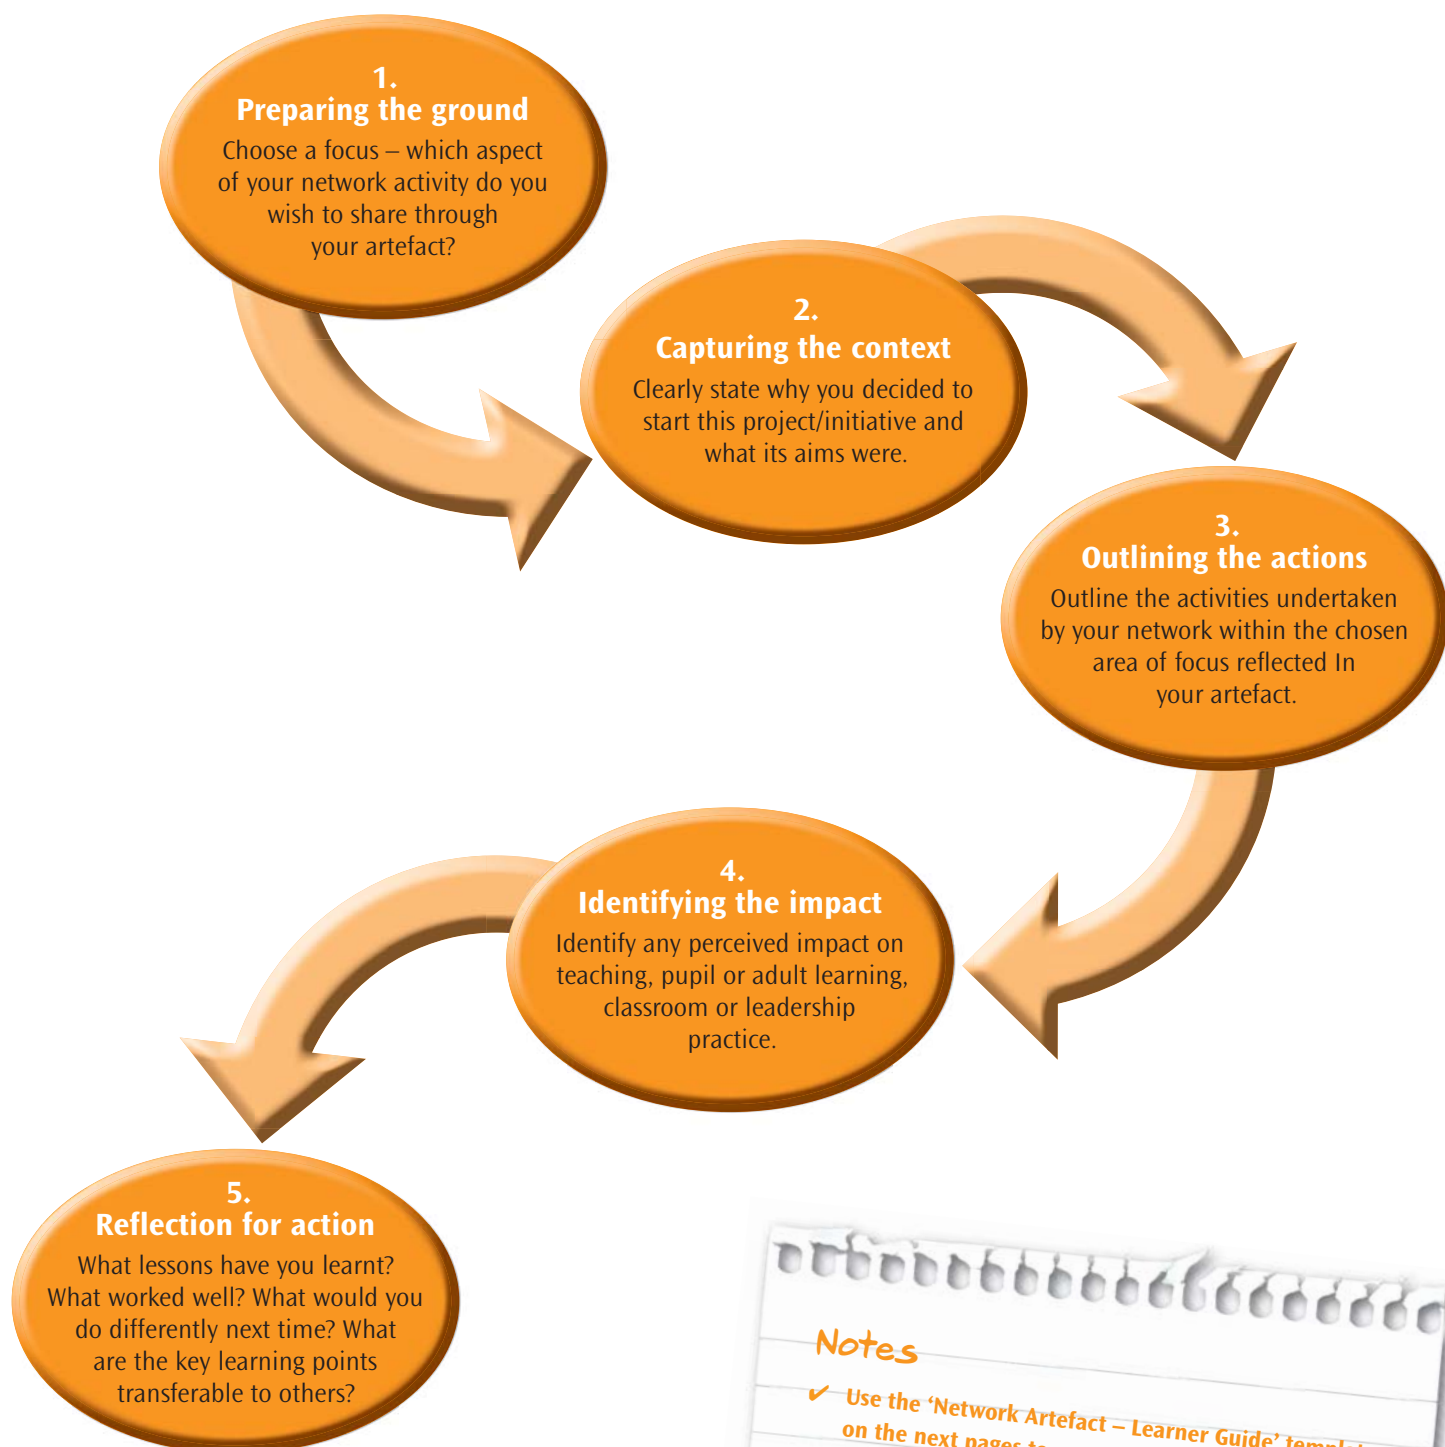 1.
Preparing the ground
Choose a focus – which aspect
of your network activity do you
wish to share through
your artefact?
2.
Capturing the context
Clearly state why you decided to
start this project/initiative and
what its aims were.
3.
Outlining the actions
Outline the activities undertaken
by your network within the chosen
area of focus reflected In
your artefact.
4.
Identifying the impact
Identify any perceived impact on
teaching, pupil or adult learning,
classroom or leadership
practice.
5.
Reflection for action
What lessons have you learnt?
What worked well? What would you
do differently next time? What
are the key learning points
transferable to others?
Notes
✔ Use the ‘Network Artefact – Learner Guide’
on the next pages to